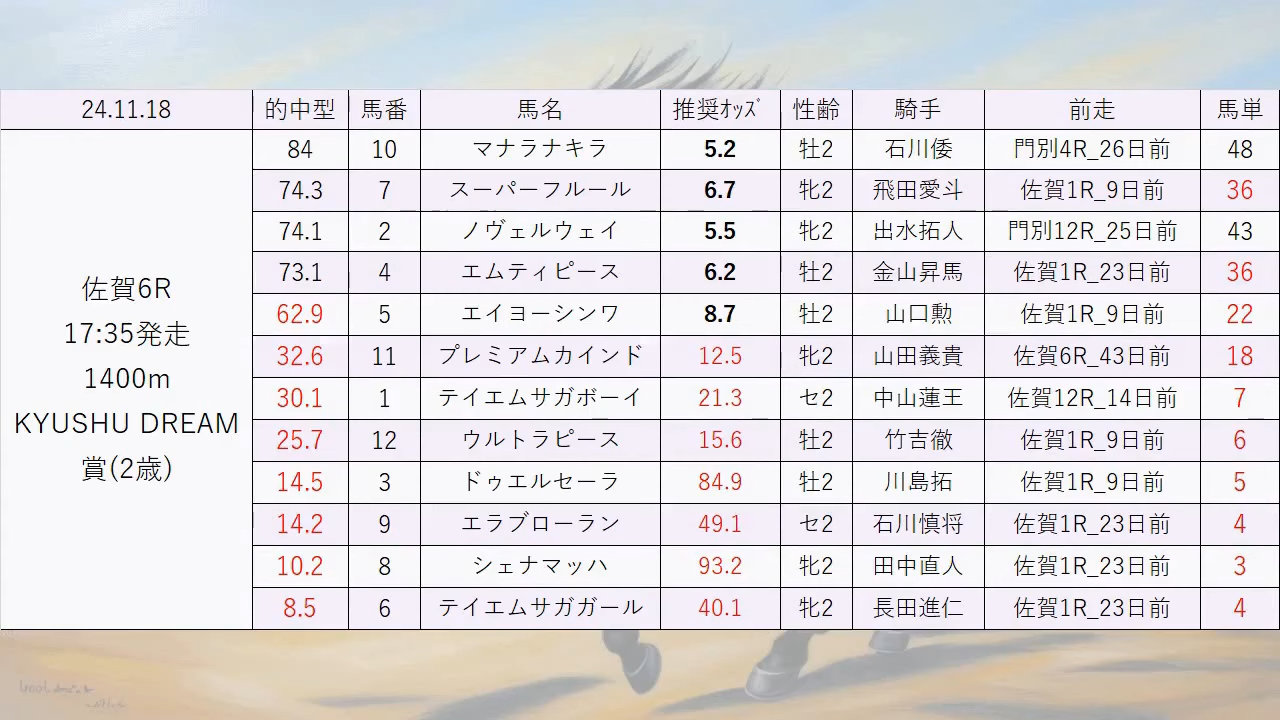 24.11.18 的中型 馬番 馬名 推奨ｵｯｽﾞ 性齢 騎手 前走 馬単
佐賀6R
17:35発走
1400m
KYUSHU DREAM
賞(2歳)
84 10 マナラナキラ 5.2 牡2 石川倭 門別4R_26日前 48
74.3 7 スーパーフルール 6.7 牝2 飛田愛斗 佐賀1R_9日前 36
74.1 2 ノヴェルウェイ 5.5 牝2 出水拓人 門別12R_25日前 43
73.1 4 エムティピース 6.2 牡2 金山昇馬 佐賀1R_23日前 36
62.9 5 エイヨーシンワ 8.7 牡2 山口勲 佐賀1R_9日前 22
32.6 11 プレミアムカインド 12.5 牝2 山田義貴 佐賀6R_43日前 18
30.1 1 テイエムサガボーイ 21.3 セ2 中山蓮王 佐賀12R_14日前 7
25.7 12 ウルトラピース 15.6 牡2 竹吉徹 佐賀1R_9日前 6
14.5 3 ドゥエルセーラ 84.9 牡2 川島拓 佐賀1R_9日前 5
14.2 9 エラブローラン 49.1 セ2 石川慎将 佐賀1R_23日前 4
10.2 8 シェナマッハ 93.2 牝2 田中直人 佐賀1R_23日前 3
8.5 6 テイエムサガガール 40.1 牝2 長田進仁 佐賀1R_23日前 4